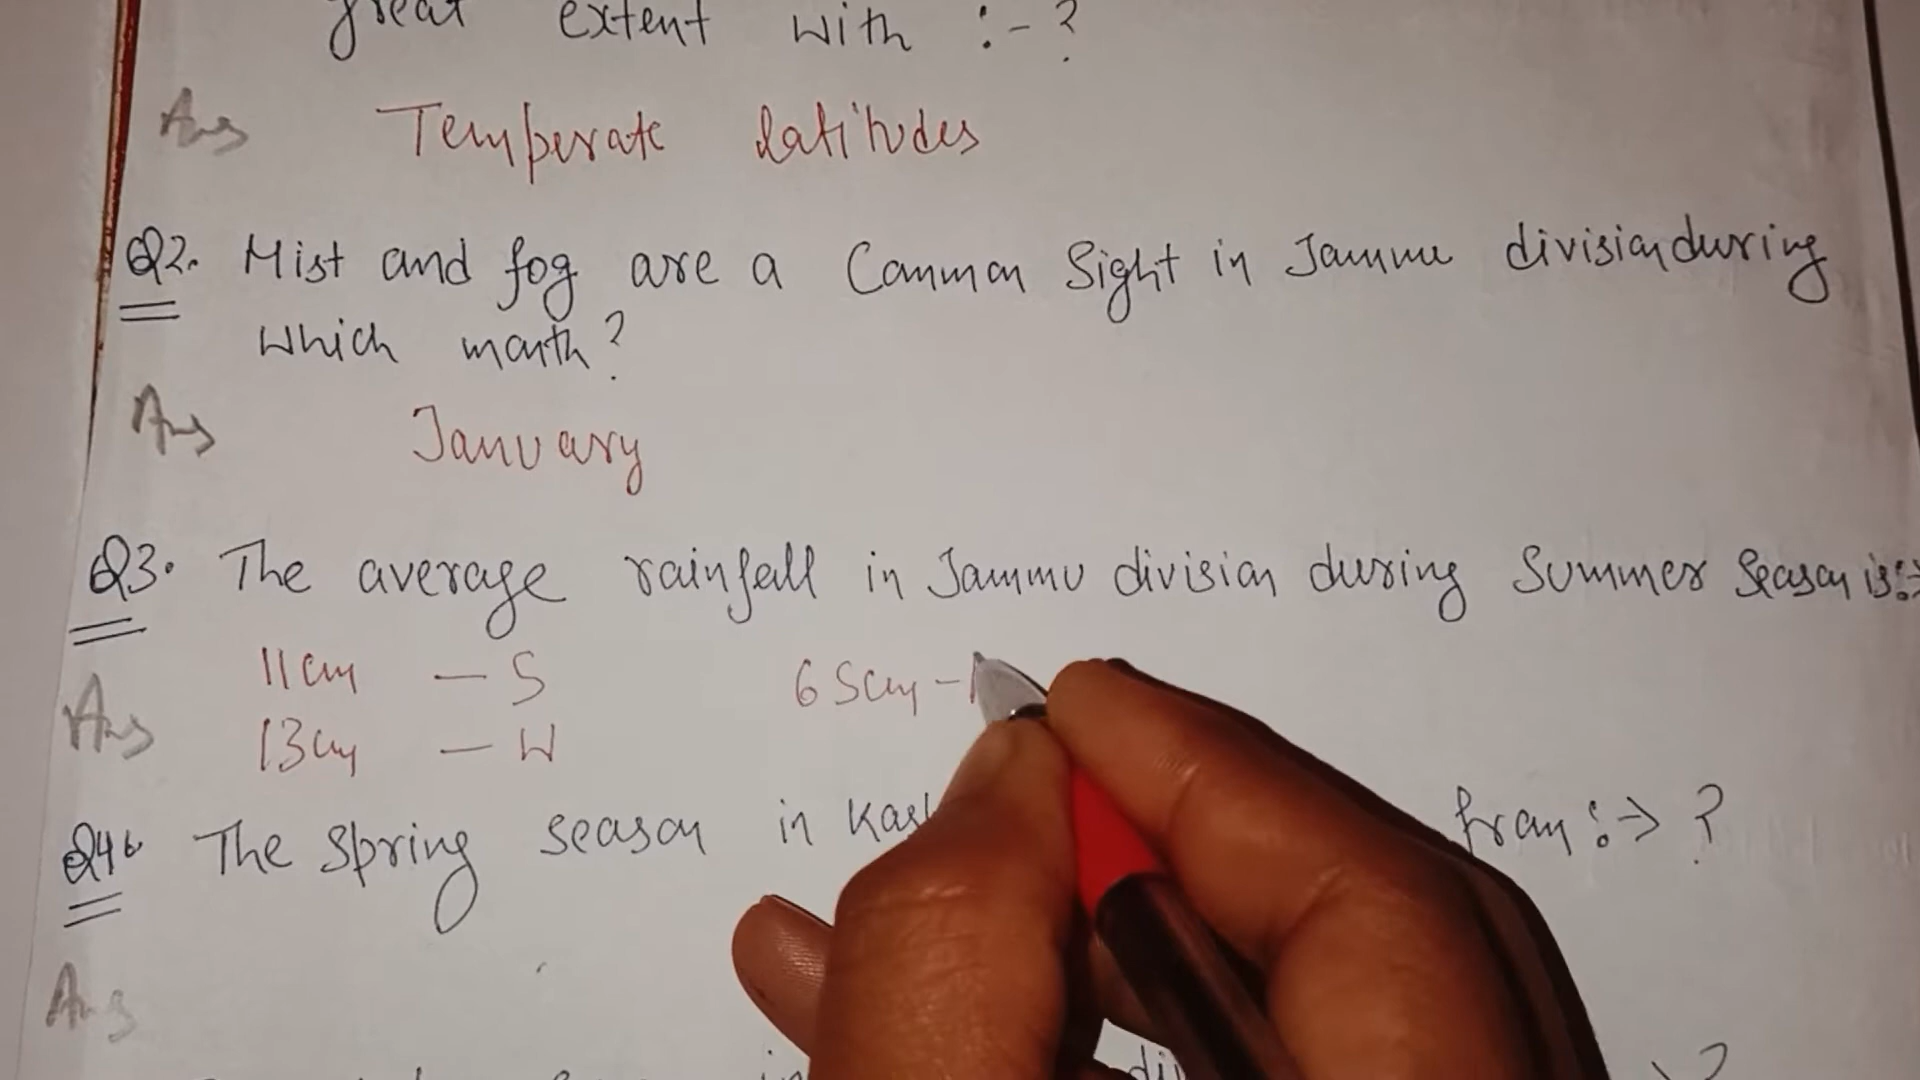 great extent with :- ?
Ans Temperate latitudes
Q2. Mist and fog are a Common Sight in Jammu division during
which month?
Ans January
Q3. The average rainfall in Jammu division during Summer Season is:→
Ans 11cm — S 65cm –
13cm — W
Q4. The Spring season in from :→ ?
Ans
in ?